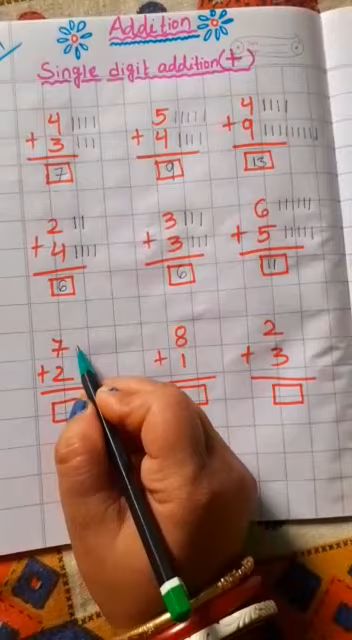 Addition
Single digit addition(+)
4 5 4
+ 3 + 4 + 9
7 9 13
2 3 6
+ 4 + 3 + 5
6 6 11
7 8 2
+ 2 + 1 + 3